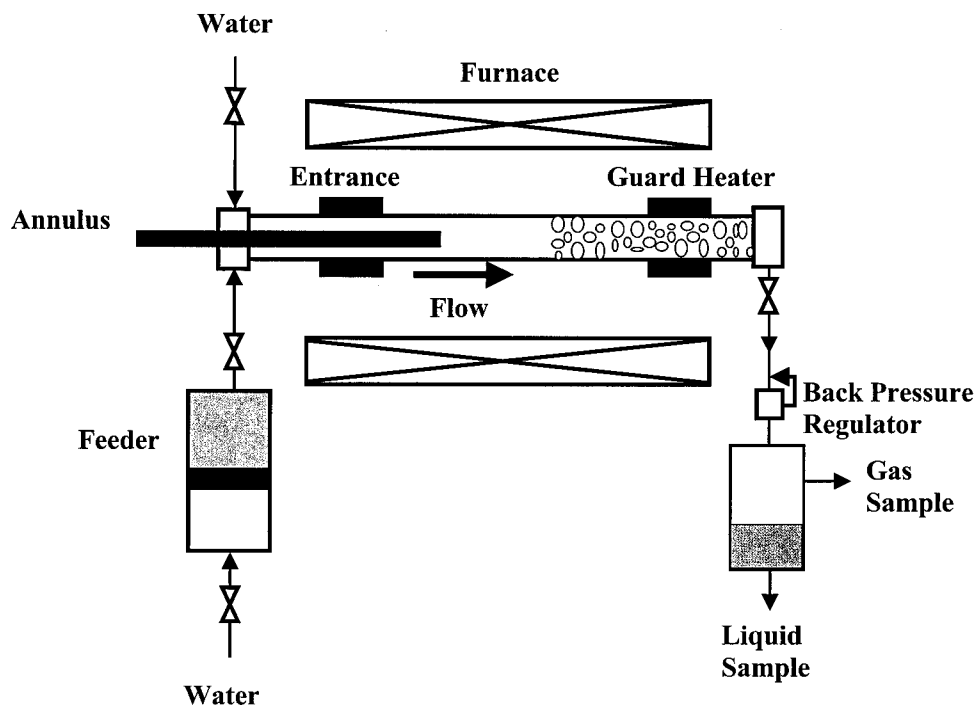 Water
Furnace
Entrance
Guard Heater
Annulus
Flow
Back Pressure
Regulator
Feeder
Gas
Sample
Liquid
Sample
Water